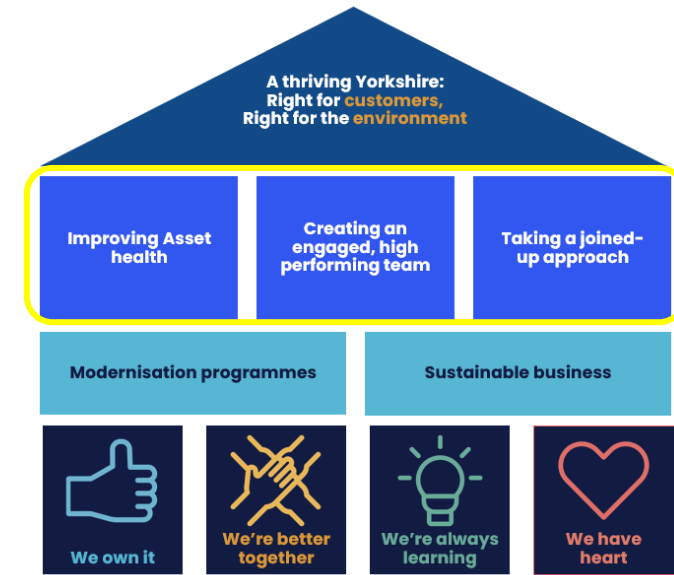 A thriving Yorkshire:
Right for customers,
Right for the environment
Improving Asset
health
Creating an
engaged, high
performing team
Taking a joined-
up approach
Modernisation programmes
Sustainable business
We own it
We’re better
together
We’re always
learning
We have
heart